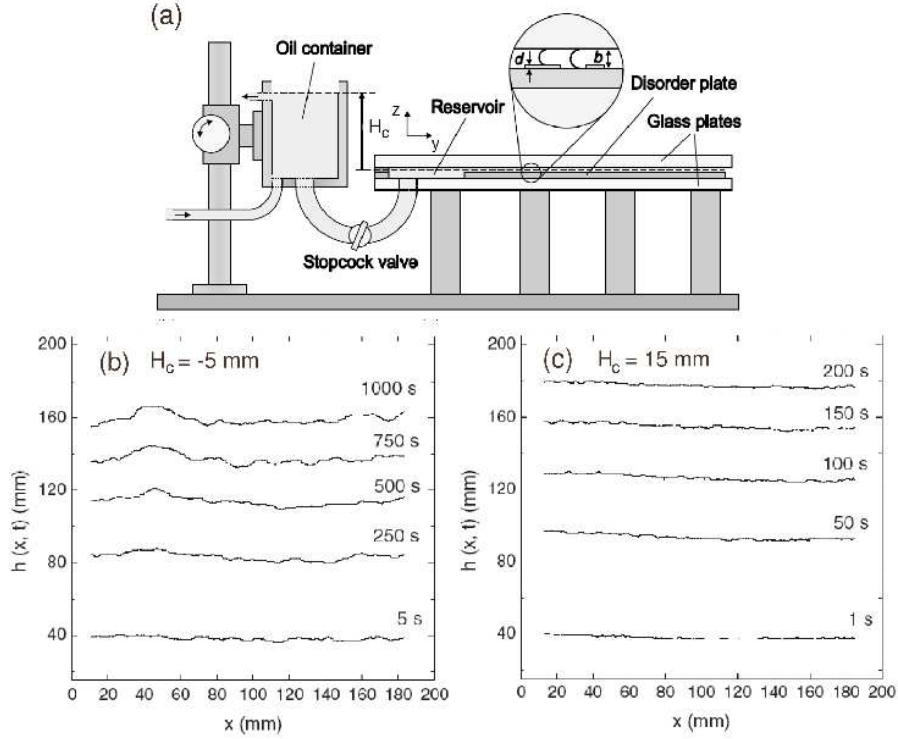 (a)
Oil container
Reservoir
H_c
z
y
d
b
Disorder plate
Glass plates
Stopcock valve
(b) H_c = -5 mm
200
160
120
80
40
h (x, t) (mm)
1000 s
750 s
500 s
250 s
5 s
0 20 40 60 80 100 120 140 160 180 200
x (mm)
(c) H_c = 15 mm
200
160
120
80
40
h (x, t) (mm)
200 s
150 s
100 s
50 s
1 s
0 20 40 60 80 100 120 140 160 180 200
x (mm)